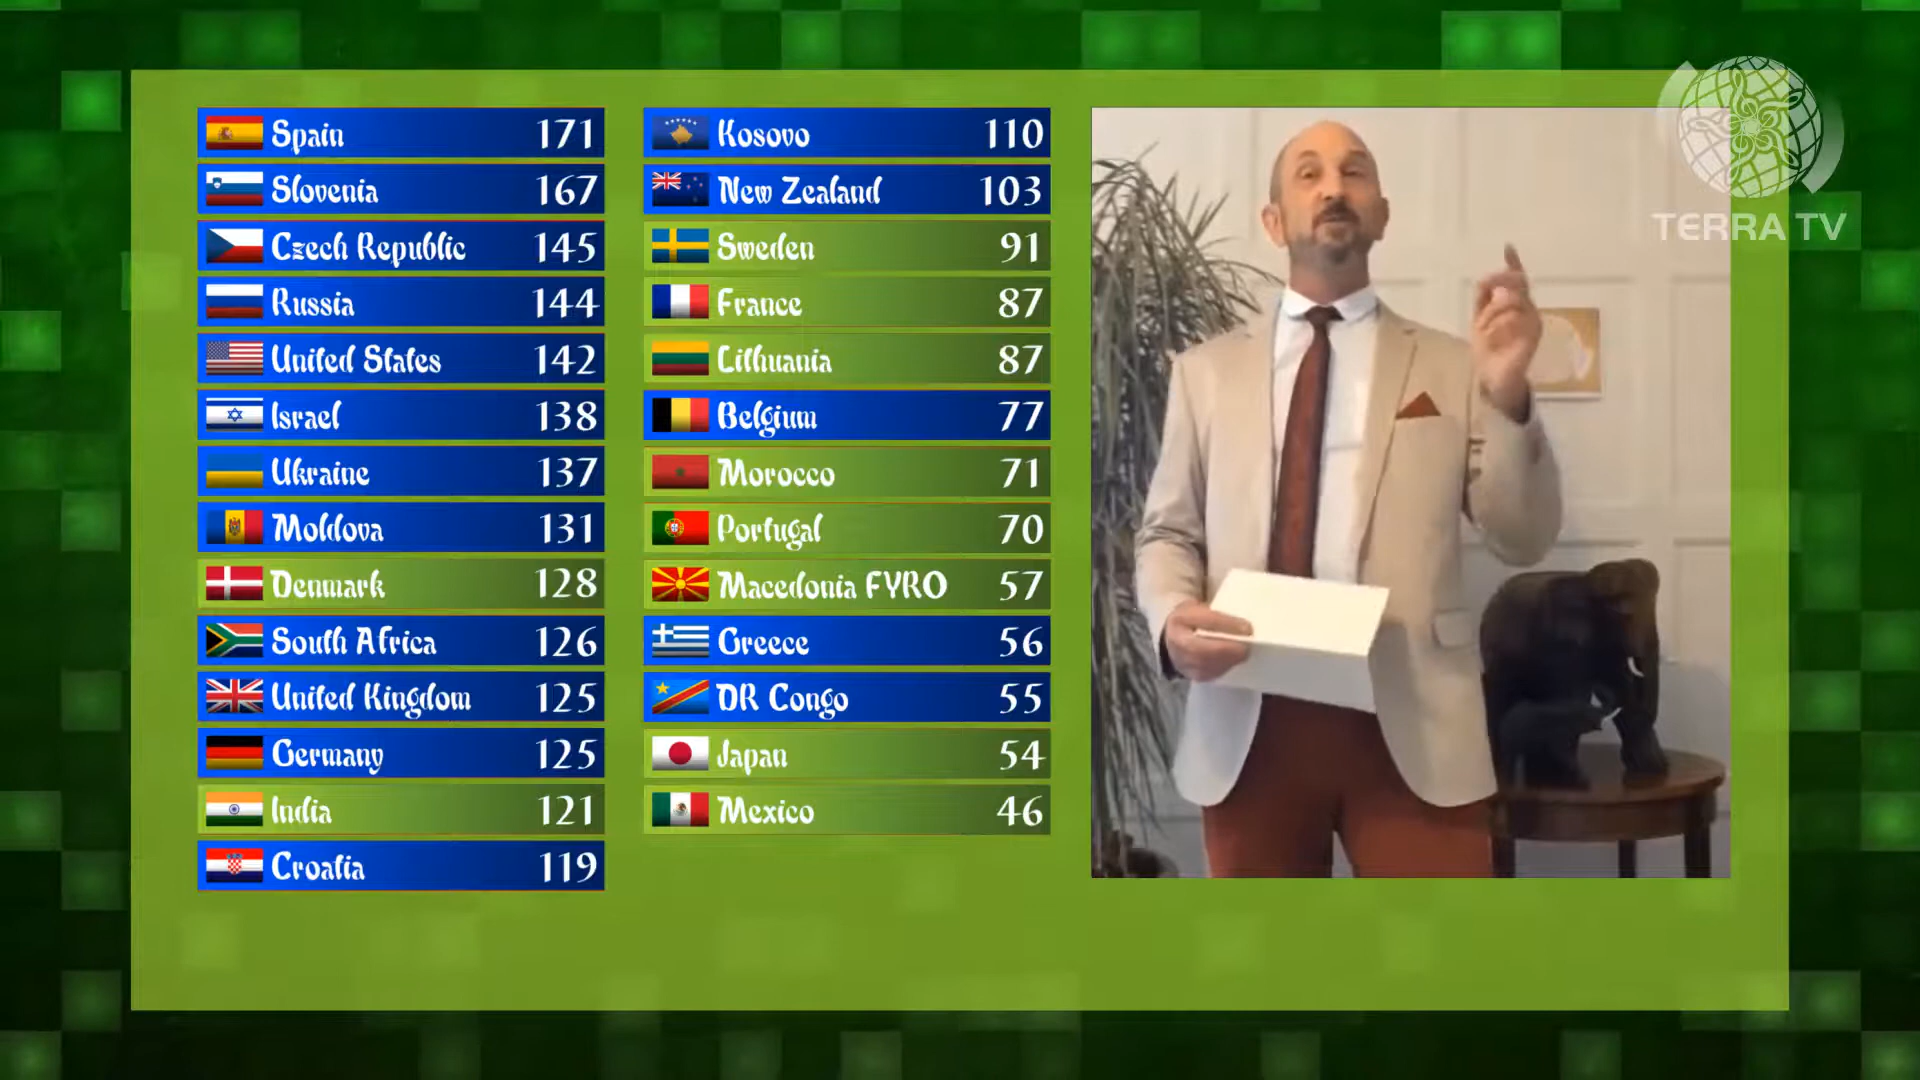 Spain 171
Slovenia 167
Czech Republic 145
Russia 144
United States 142
Israel 138
Ukraine 137
Moldova 131
Denmark 128
South Africa 126
United Kingdom 125
Germany 125
India 121
Croatia 119
Kosovo 110
New Zealand 103
Sweden 91
France 87
Lithuania 87
Belgium 77
Morocco 71
Portugal 70
Macedonia FYRO 57
Greece 56
DR Congo 55
Japan 54
Mexico 46
TERRA TV